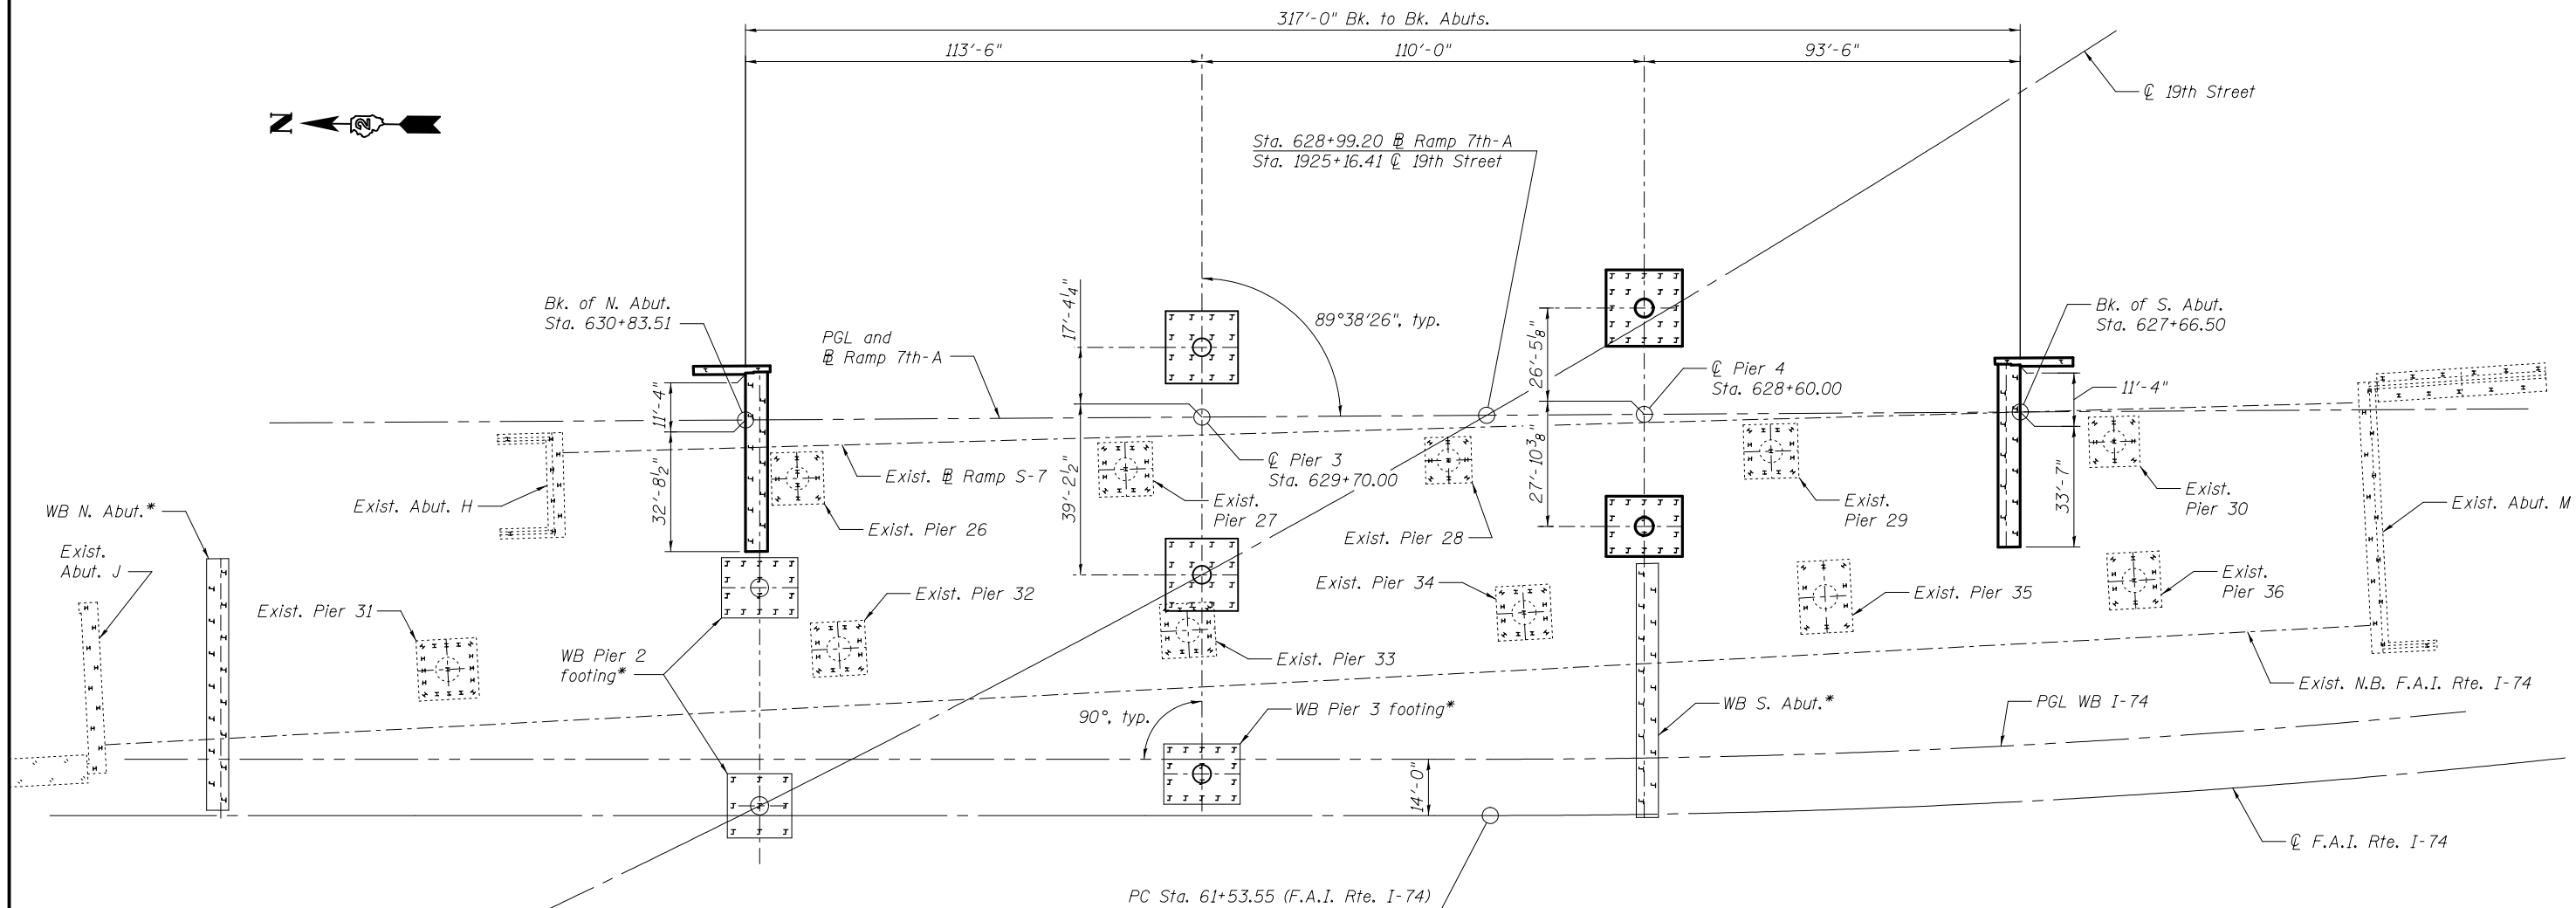 317'-0" Bk. to Bk. Abuts.
113'-6"
110'-0"
93'-6"
℄ 19th Street
N
Sta. 628+99.20 ⅊ Ramp 7th-A
Sta. 1925+16.41 ℄ 19th Street
Bk. of N. Abut.
Sta. 630+83.51
PGL and
⅊ Ramp 7th-A
17'-4¼"
89°38'26", typ.
26'-5⅛"
℄ Pier 4
Sta. 628+60.00
Bk. of S. Abut.
Sta. 627+66.50
11'-4"
11'-4"
32'-8½"
39'-2½"
27'-10⅜"
33'-7"
℄ Pier 3
Sta. 629+70.00
Exist. ⅊ Ramp S-7
Exist. Abut. H
WB N. Abut.*
Exist.
Abut. J
Exist. Pier 26
Exist.
Pier 27
Exist. Pier 28
Exist.
Pier 29
Exist.
Pier 30
Exist. Abut. M
Exist. Pier 31
Exist. Pier 32
Exist. Pier 33
Exist. Pier 34
Exist. Pier 35
Exist.
Pier 36
WB Pier 2
footing*
90°, typ.
WB Pier 3 footing*
WB S. Abut.*
Exist. N.B. F.A.I. Rte. I-74
PGL WB I-74
14'-0"
℄ F.A.I. Rte. I-74
PC Sta. 61+53.55 (F.A.I. Rte. I-74)